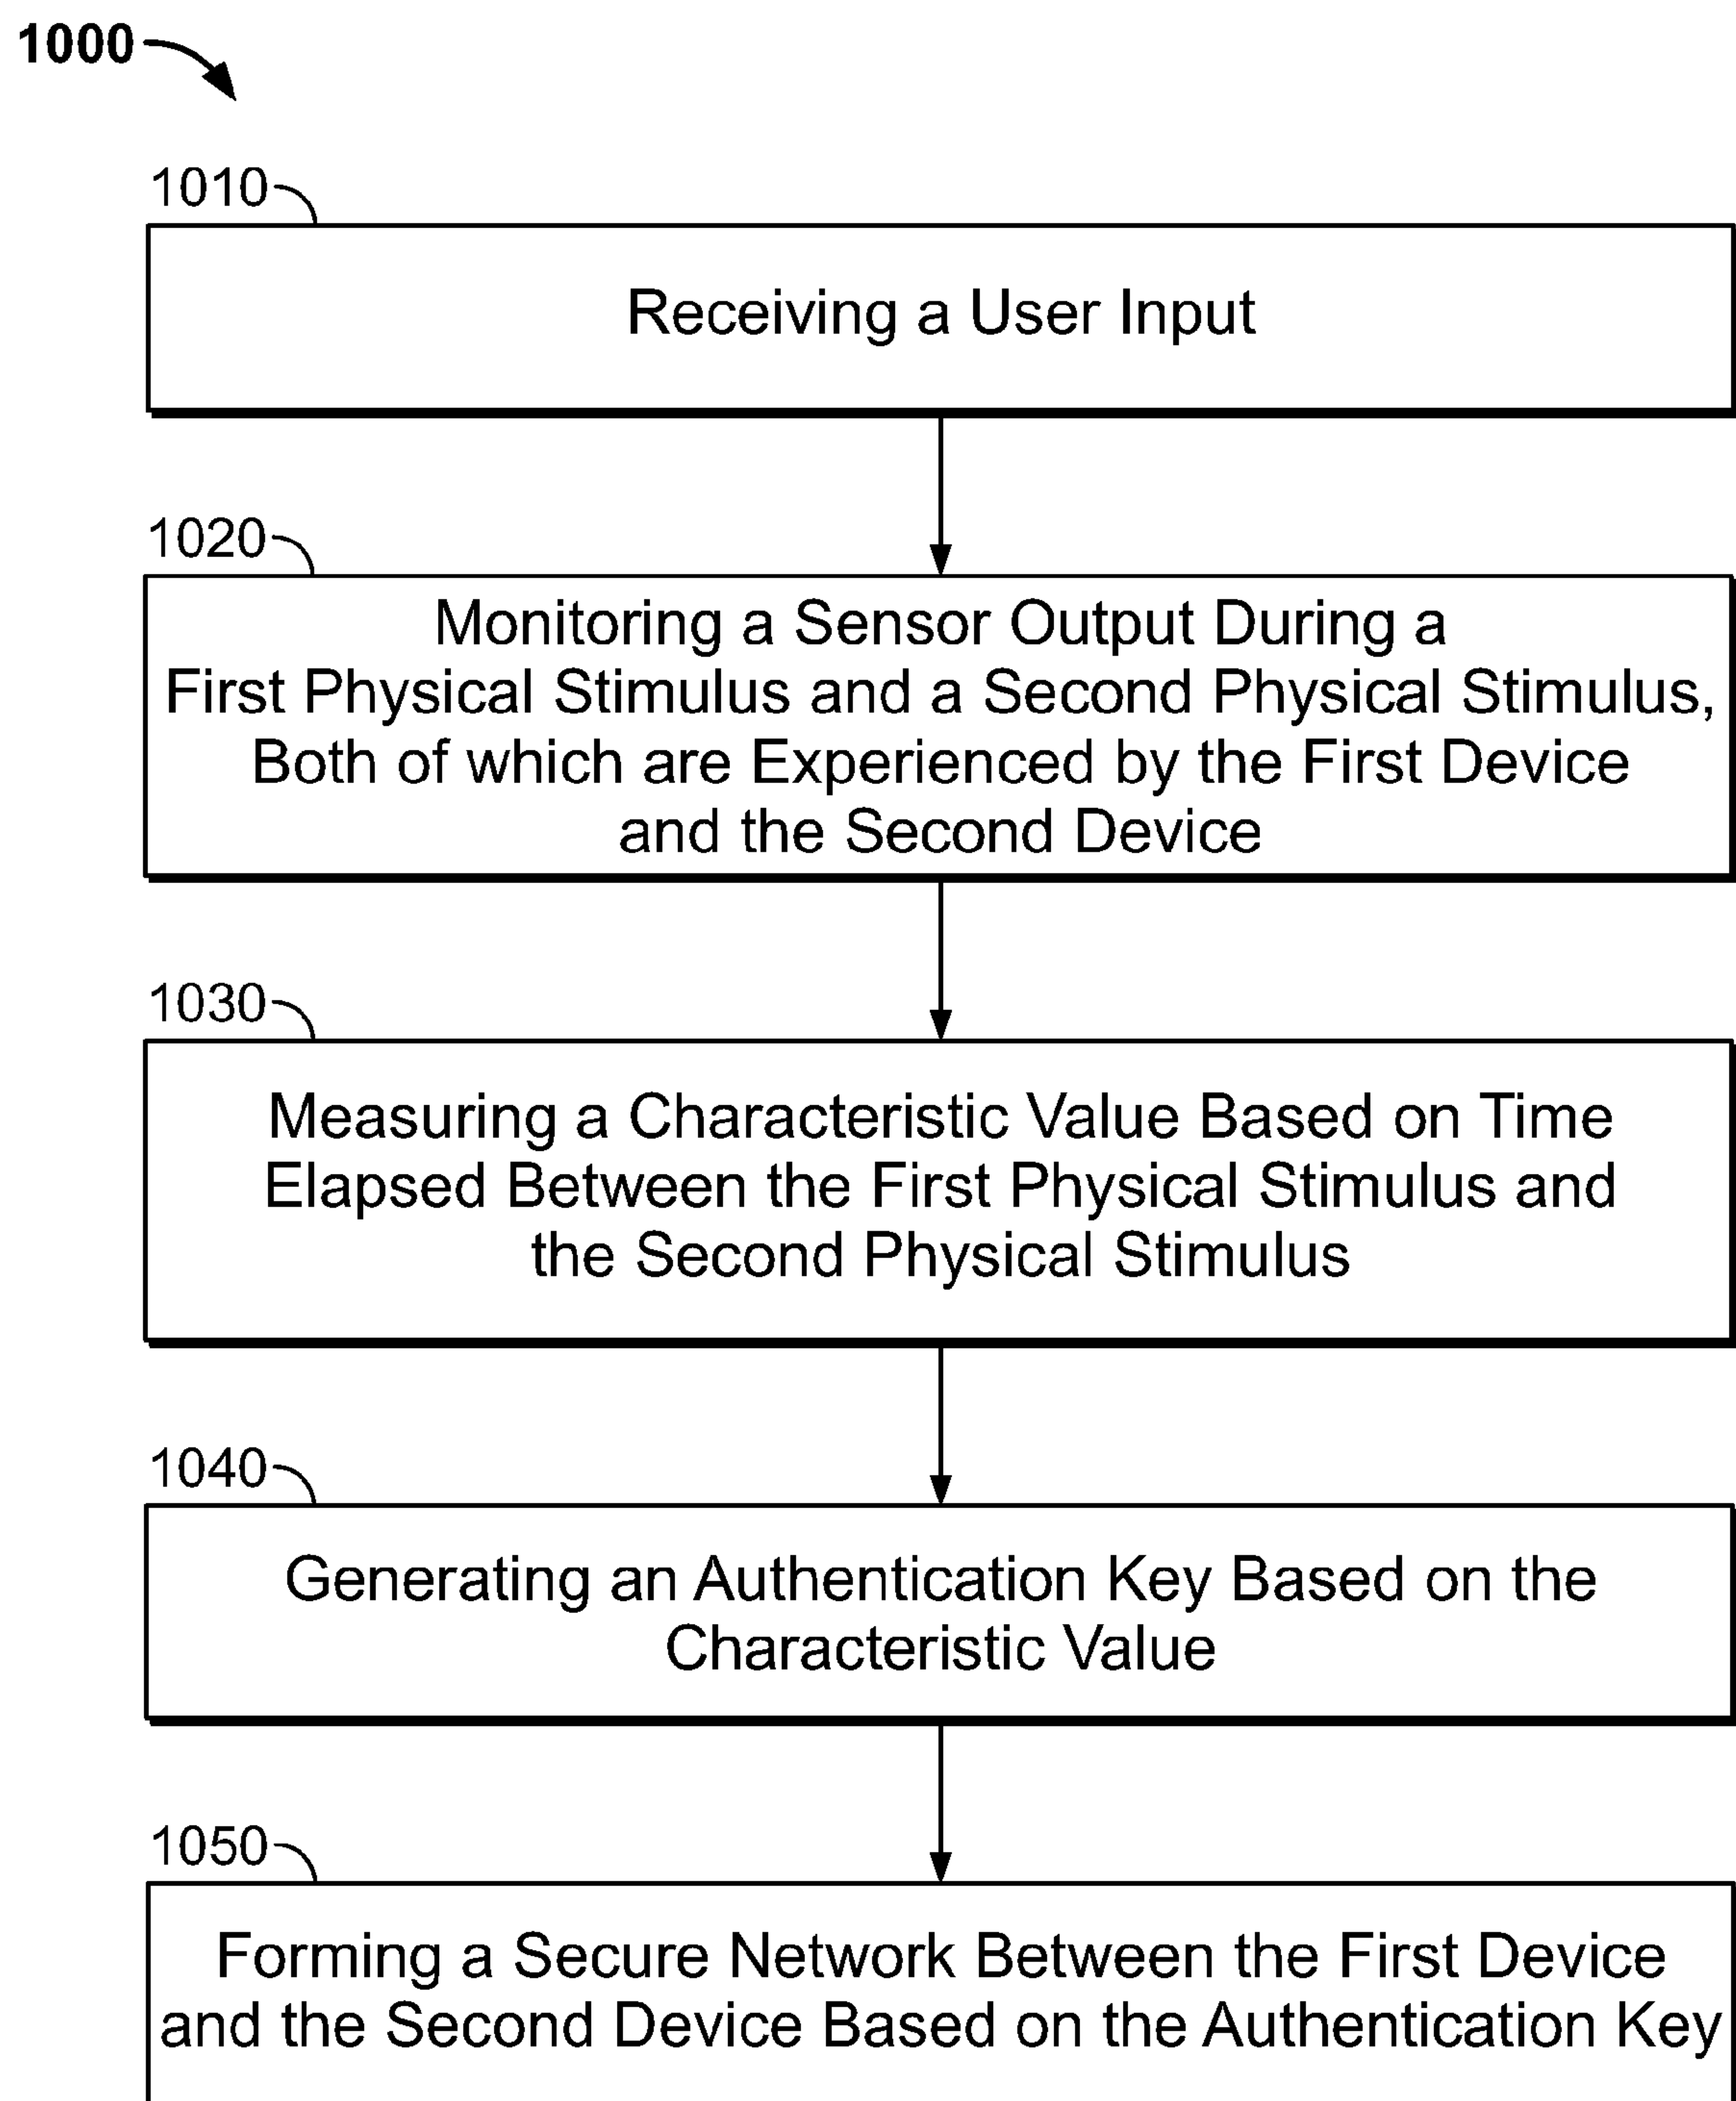 1000
1010
Receiving a User Input
1020
Monitoring a Sensor Output During a
First Physical Stimulus and a Second Physical Stimulus,
Both of which are Experienced by the First Device
and the Second Device
1030
Measuring a Characteristic Value Based on Time
Elapsed Between the First Physical Stimulus and
the Second Physical Stimulus
1040
Generating an Authentication Key Based on the
Characteristic Value
1050
Forming a Secure Network Between the First Device
and the Second Device Based on the Authentication Key